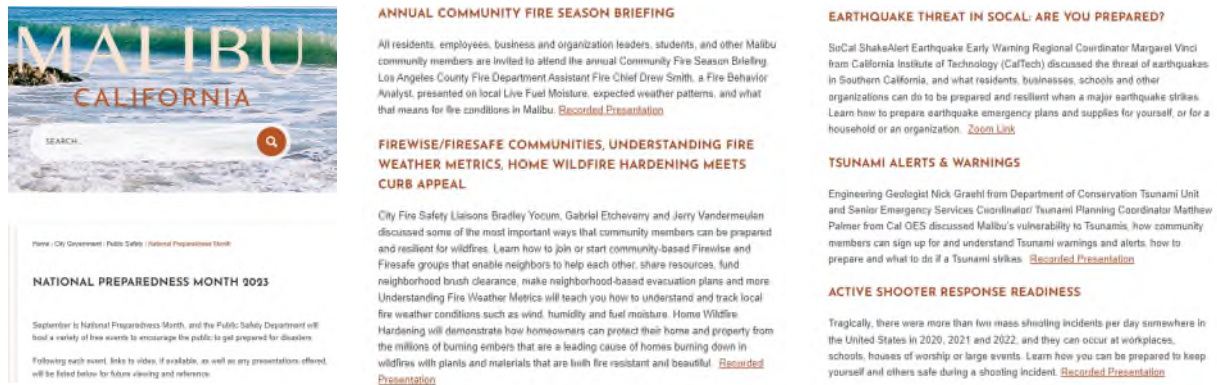 MALIBU
CALIFORNIA
SEARCH...
Home / City Government / Public Safety / National Preparedness Month
NATIONAL PREPAREDNESS MONTH 2023
September is National Preparedness Month, and the Public Safety Department will
host a variety of free events to encourage the public to get prepared for disasters.
Following each event, links to video, if available, as well as any presentations offered,
will be listed below for future viewing and reference.
ANNUAL COMMUNITY FIRE SEASON BRIEFING
All residents, employees, business and organization leaders, students, and other Malibu
community members are invited to attend the annual Community Fire Season Briefing.
Los Angeles County Fire Department Assistant Fire Chief Drew Smith, a Fire Behavior
Analyst, presented on local Live Fuel Moisture, expected weather patterns, and what
that means for fire conditions in Malibu. Recorded Presentation
FIREWISE/FIRESAFE COMMUNITIES, UNDERSTANDING FIRE
WEATHER METRICS, HOME WILDFIRE HARDENING MEETS
CURB APPEAL
City Fire Safety Liaisons Bradley Yocum, Gabriel Etcheverry and Jerry Vandermeulen
discussed some of the most important ways that community members can be prepared
and resilient for wildfires. Learn how to join or start community-based Firewise and
Firesafe groups that enable neighbors to help each other, share resources, fund
neighborhood brush clearance, make neighborhood-based evacuation plans and more.
Understanding Fire Weather Metrics will teach you how to understand and track local
fire weather conditions such as wind, humidity and fuel moisture. Home Wildfire
Hardening will demonstrate how homeowners can protect their home and property from
the millions of burning embers that are a leading cause of homes burning down in
wildfires with plants and materials that are both fire resistant and beautiful. Recorded
Presentation
EARTHQUAKE THREAT IN SOCAL: ARE YOU PREPARED?
SoCal ShakeAlert Earthquake Early Warning Regional Coordinator Margaret Vinci
from California Institute of Technology (CalTech) discussed the threat of earthquakes
in Southern California, and what residents, businesses, schools and other
organizations can do to be prepared and resilient when a major earthquake strikes.
Learn how to prepare earthquake emergency plans and supplies for yourself, or for a
household or an organization. Zoom Link
TSUNAMI ALERTS & WARNINGS
Engineering Geologist Nick Graehl from Department of Conservation Tsunami Unit
and Senior Emergency Services Coordinator/ Tsunami Planning Coordinator Matthew
Palmer from Cal OES discussed Malibu's vulnerability to Tsunamis, how community
members can sign up for and understand Tsunami warnings and alerts, how to
prepare and what to do if a Tsunami strikes. Recorded Presentation
ACTIVE SHOOTER RESPONSE READINESS
Tragically, there were more than two mass shooting incidents per day somewhere in
the United States in 2020, 2021 and 2022, and they can occur at workplaces,
schools, houses of worship or large events. Learn how you can be prepared to keep
yourself and others safe during a shooting incident. Recorded Presentation